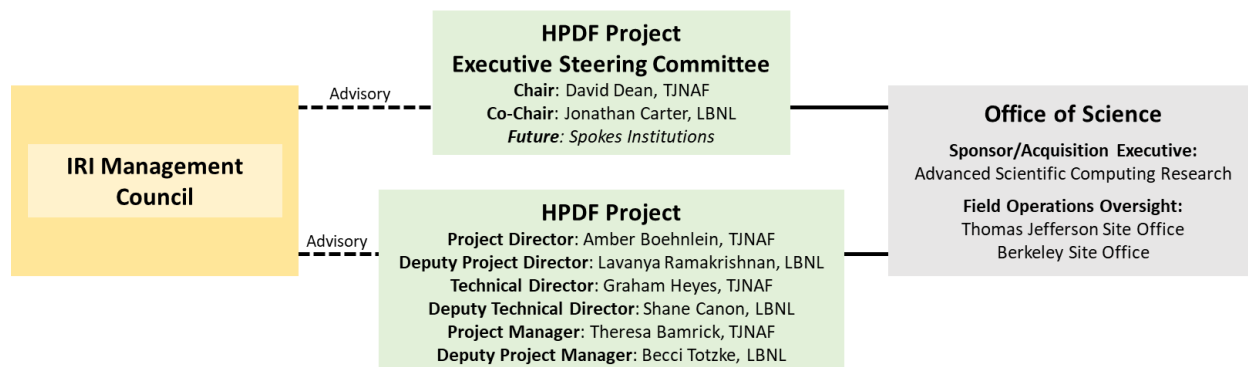 IRI Management
Council
Advisory
Advisory
HPDF Project
Executive Steering Committee
Chair: David Dean, TJNAF
Co-Chair: Jonathan Carter, LBNL
Future: Spokes Institutions
HPDF Project
Project Director: Amber Boehnlein, TJNAF
Deputy Project Director: Lavanya Ramakrishnan, LBNL
Technical Director: Graham Heyes, TJNAF
Deputy Technical Director: Shane Canon, LBNL
Project Manager: Theresa Bamrick, TJNAF
Deputy Project Manager: Becci Totzke, LBNL
Office of Science
Sponsor/Acquisition Executive:
Advanced Scientific Computing Research
Field Operations Oversight:
Thomas Jefferson Site Office
Berkeley Site Office